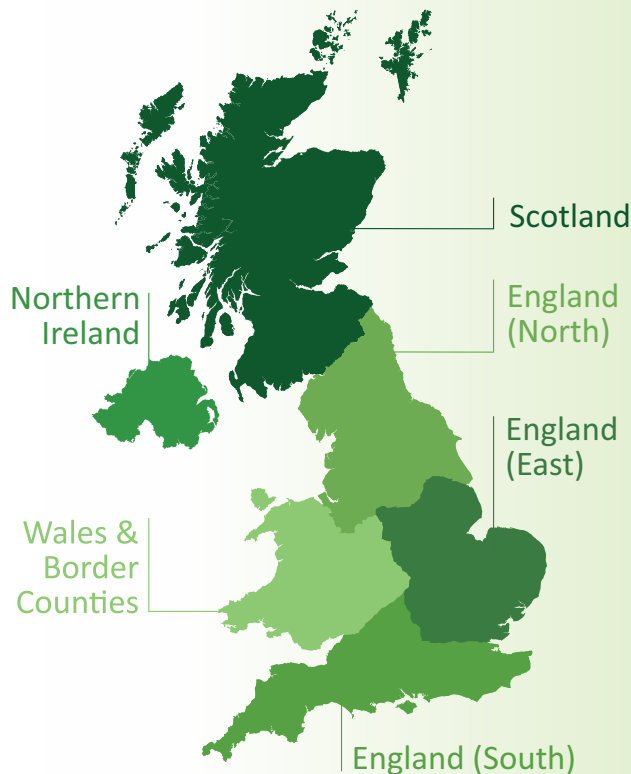 Scotland
Northern
Ireland
England
(North)
England
(East)
Wales &
Border
Counties
England (South)